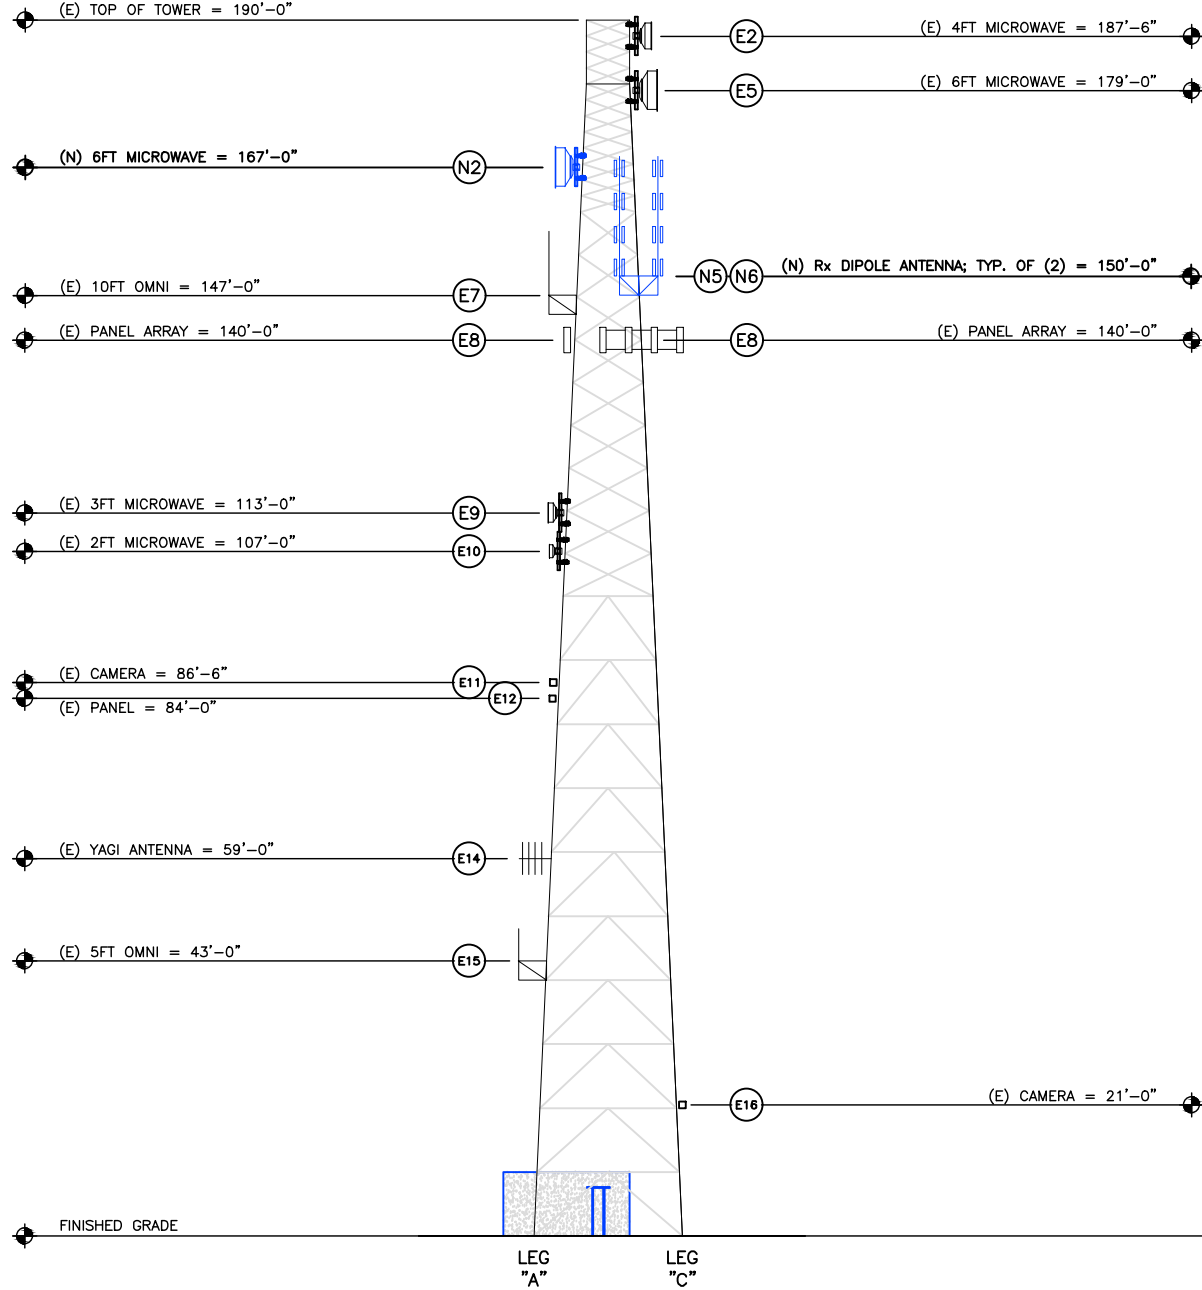 (E) TOP OF TOWER = 190'-0"
E2 (E) 4FT MICROWAVE = 187'-6"
E5 (E) 6FT MICROWAVE = 179'-0"
(N) 6FT MICROWAVE = 167'-0" N2
N5 N6 (N) Rx DIPOLE ANTENNA; TYP. OF (2) = 150'-0"
(E) 10FT OMNI = 147'-0" E7
(E) PANEL ARRAY = 140'-0" E8
E8 (E) PANEL ARRAY = 140'-0"
(E) 3FT MICROWAVE = 113'-0" E9
(E) 2FT MICROWAVE = 107'-0" E10
(E) CAMERA = 86'-6" E11
(E) PANEL = 84'-0" E12
(E) YAGI ANTENNA = 59'-0" E14
(E) 5FT OMNI = 43'-0" E15
E16 (E) CAMERA = 21'-0"
FINISHED GRADE
LEG
"A"
LEG
"C"